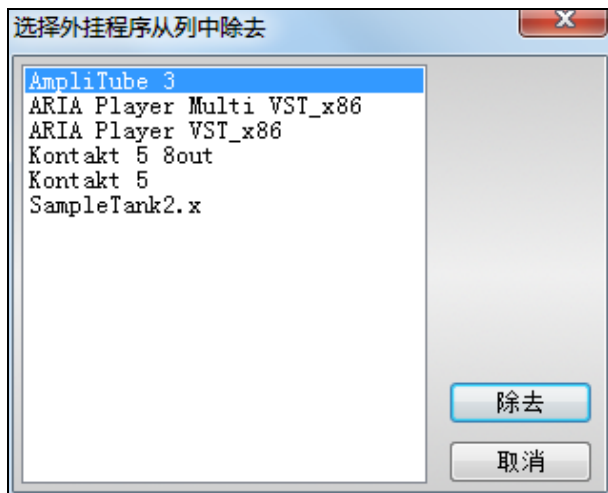 选择外挂程序从列中除去
AmpliTube 3
ARIA Player Multi VST_x86
ARIA Player VST_x86
Kontakt 5 8out
Kontakt 5
SampleTank2.x
除去
取消